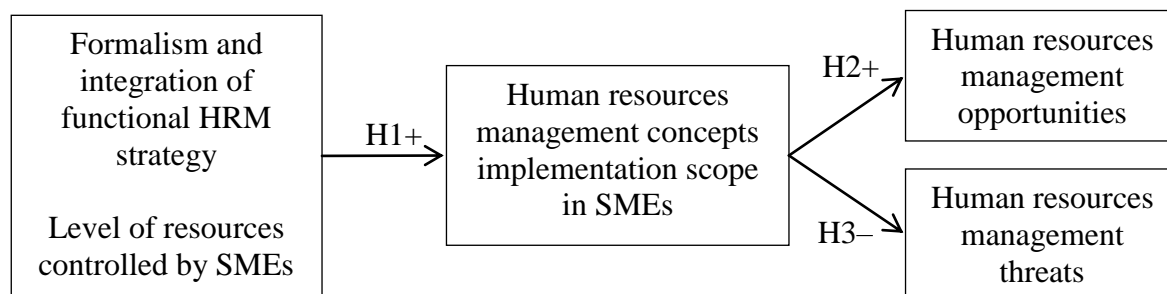 Formalism and
integration of
functional HRM
strategy
Level of resources
controlled by SMEs
H1+
Human resources
management concepts
implementation scope
in SMEs
H2+
Human resources
management
opportunities
H3–
Human resources
management
threats